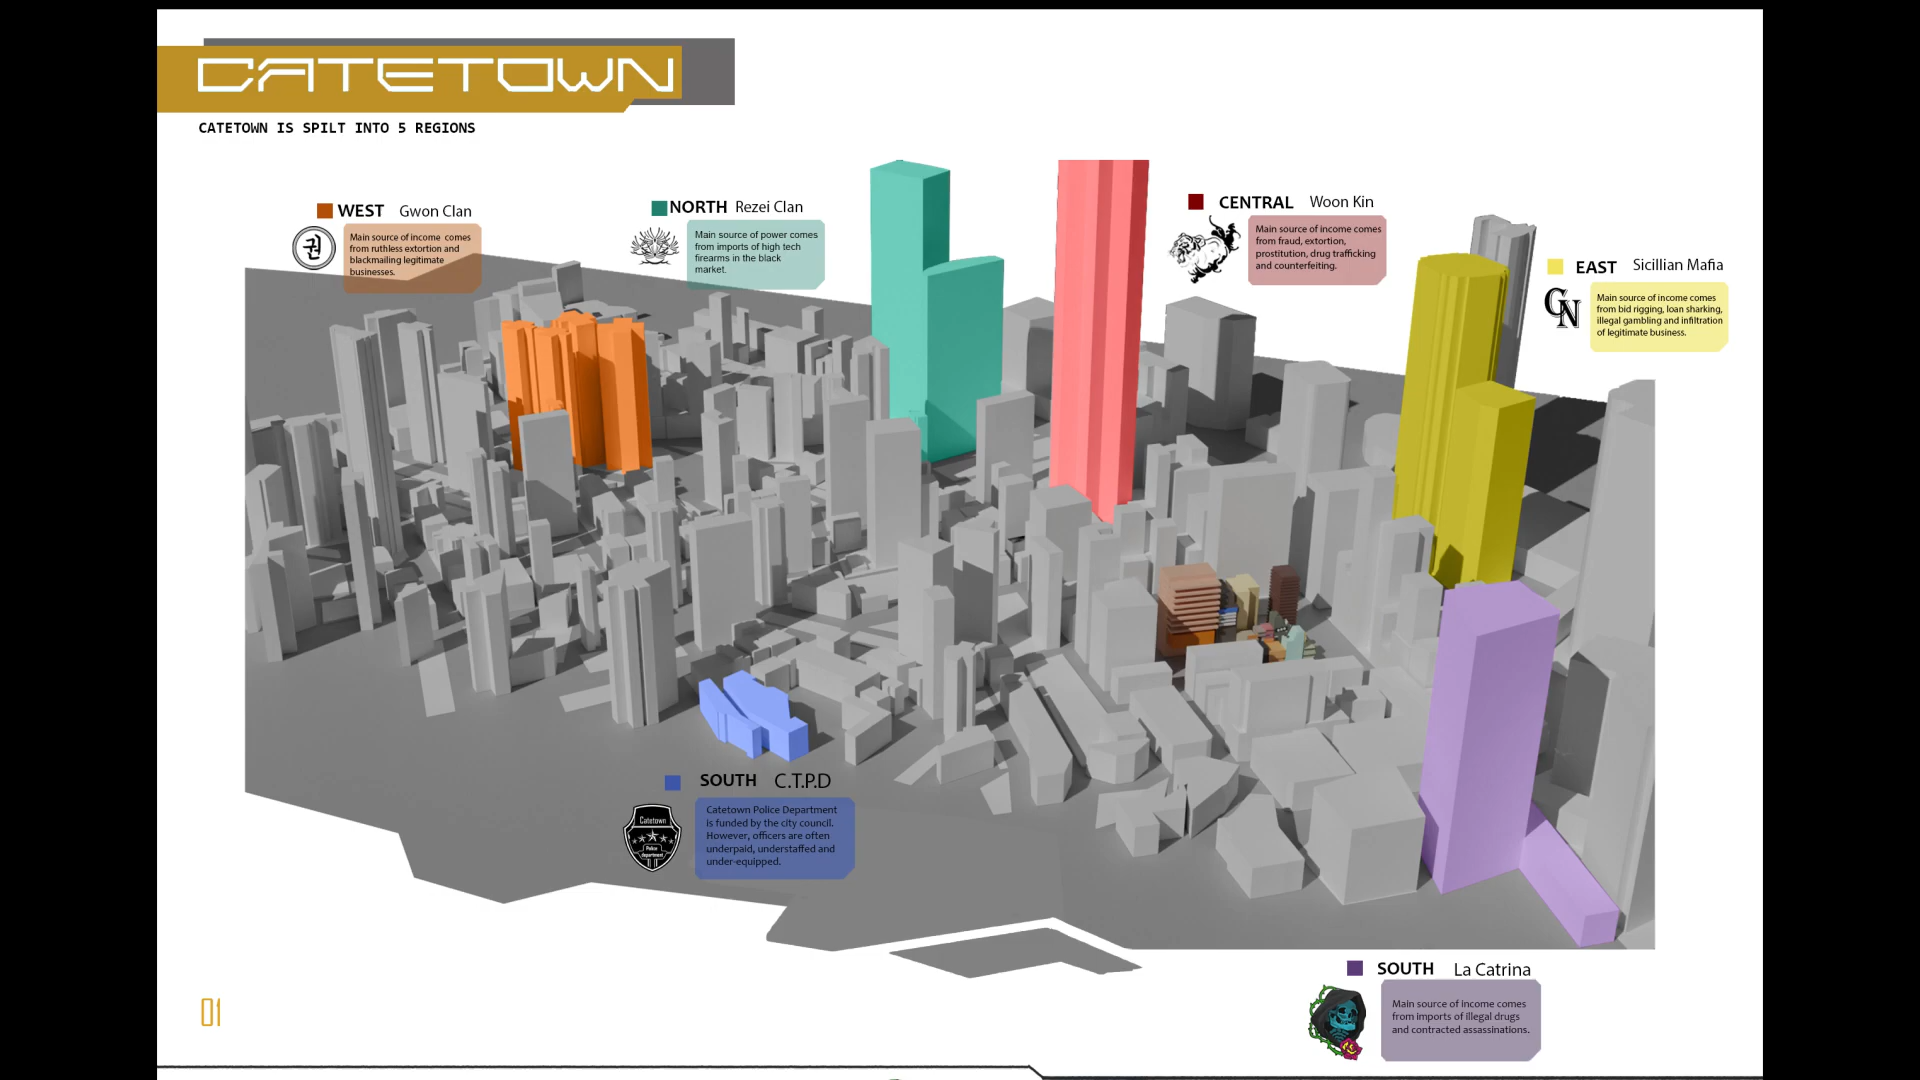 CATETOWN
CATETOWN IS SPILT INTO 5 REGIONS
WEST Gwon Clan
Main source of income comes
from ruthless extortion and
blackmailing legitimate
businesses.
NORTH Rezei Clan
Main source of power comes
from imports of high tech
firearms in the black
market.
CENTRAL Woon Kin
Main source of income comes
from fraud, extortion,
prostitution, drug trafficking
and counterfeiting.
EAST Sicillian Mafia
GN
Main source of income comes
from bid rigging, loan sharking,
illegal gambling and infiltration
of legitimate business.
SOUTH C.T.P.D
Catetown
Police
department
Catetown Police Department
is funded by the city council.
However, officers are often
underpaid, understaffed and
under-equipped.
SOUTH La Catrina
Main source of income comes
from imports of illegal drugs
and contracted assassinations.
01